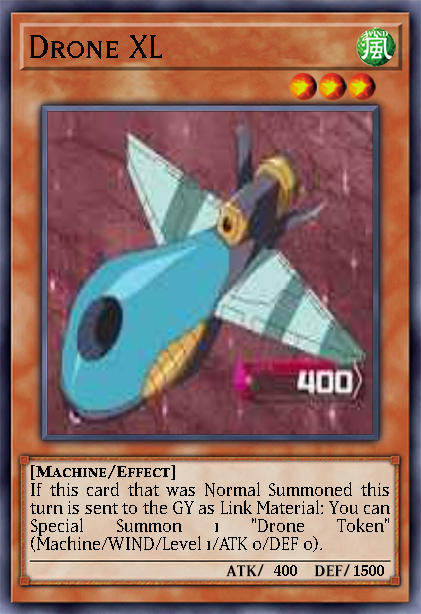 Drone XL
WIND
風
400
[Machine/Effect]
If this card that was Normal Summoned this
turn is sent to the GY as Link Material: You can
Special Summon 1 "Drone Token"
(Machine/WIND/Level 1/ATK 0/DEF 0).
ATK/ 400 DEF/1500